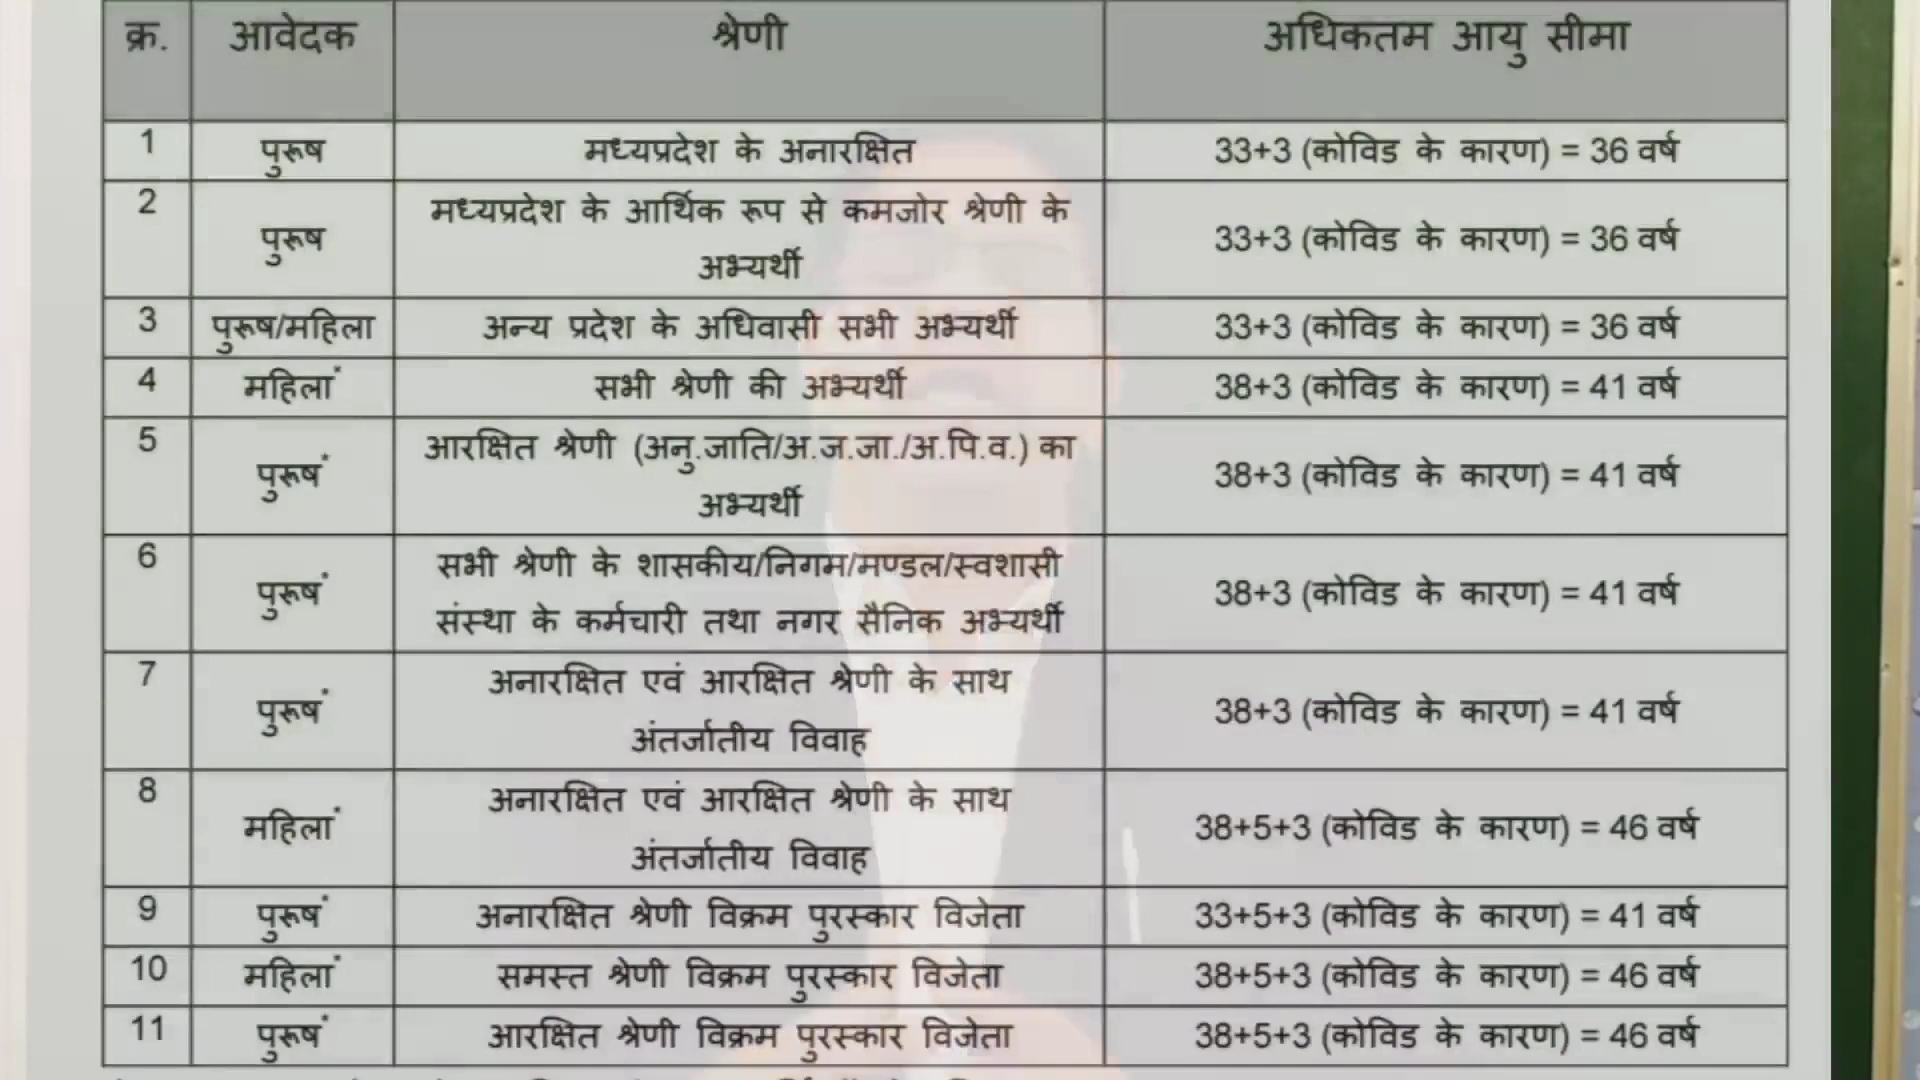 क्र. आवेदक श्रेणी अधिकतम आयु सीमा
1 पुरूष मध्यप्रदेश के अनारक्षित 33+3 (कोविड के कारण) = 36 वर्ष
2 पुरूष मध्यप्रदेश के आर्थिक रूप से कमजोर श्रेणी के
अभ्यर्थी 33+3 (कोविड के कारण) = 36 वर्ष
3 पुरूष/महिला अन्य प्रदेश के अधिवासी सभी अभ्यर्थी 33+3 (कोविड के कारण) = 36 वर्ष
4 महिला* सभी श्रेणी की अभ्यर्थी 38+3 (कोविड के कारण) = 41 वर्ष
5 पुरूष* आरक्षित श्रेणी (अनु.जाति/अ.ज.जा./अ.पि.व.) का
अभ्यर्थी 38+3 (कोविड के कारण) = 41 वर्ष
6 पुरूष* सभी श्रेणी के शासकीय/निगम/मण्डल/स्वशासी
संस्था के कर्मचारी तथा नगर सैनिक अभ्यर्थी 38+3 (कोविड के कारण) = 41 वर्ष
7 पुरूष* अनारक्षित एवं आरक्षित श्रेणी के साथ
अंतर्जातीय विवाह 38+3 (कोविड के कारण) = 41 वर्ष
8 महिला* अनारक्षित एवं आरक्षित श्रेणी के साथ
अंतर्जातीय विवाह 38+5+3 (कोविड के कारण) = 46 वर्ष
9 पुरूष* अनारक्षित श्रेणी विक्रम पुरस्कार विजेता 33+5+3 (कोविड के कारण) = 41 वर्ष
10 महिला* समस्त श्रेणी विक्रम पुरस्कार विजेता 38+5+3 (कोविड के कारण) = 46 वर्ष
11 पुरूष* आरक्षित श्रेणी विक्रम पुरस्कार विजेता 38+5+3 (कोविड के कारण) = 46 वर्ष